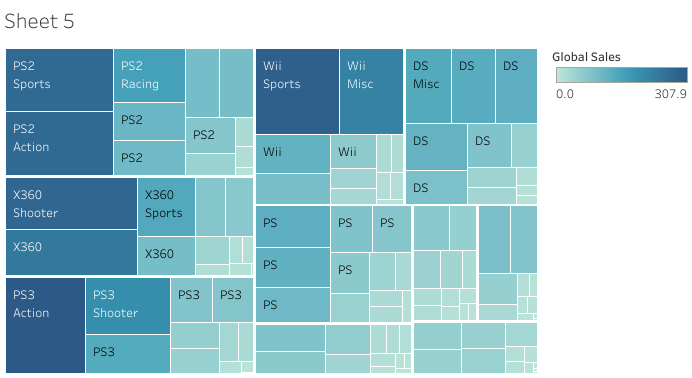 Sheet 5
PS2
Sports
PS2
Racing
PS2
Action
PS2
PS2
PS2
Wii
Sports
Wii
Misc
Wii
Wii
DS
Misc
DS
DS
DS
DS
DS
X360
Shooter
X360
Sports
X360
X360
PS
PS
PS
PS
PS
PS
PS3
Action
PS3
Shooter
PS3
PS3
PS3
Global Sales
0.0
307.9